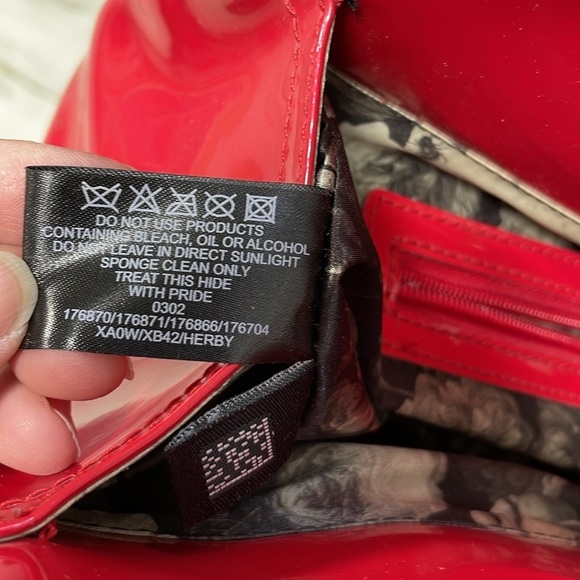 DO NOT USE PRODUCTS
CONTAINING BLEACH, OIL OR ALCOHOL
DO NOT LEAVE IN DIRECT SUNLIGHT
SPONGE CLEAN ONLY
TREAT THIS HIDE
WITH PRIDE
0302
176870/176871/176866/176704
XA0W/XB42/HERBY